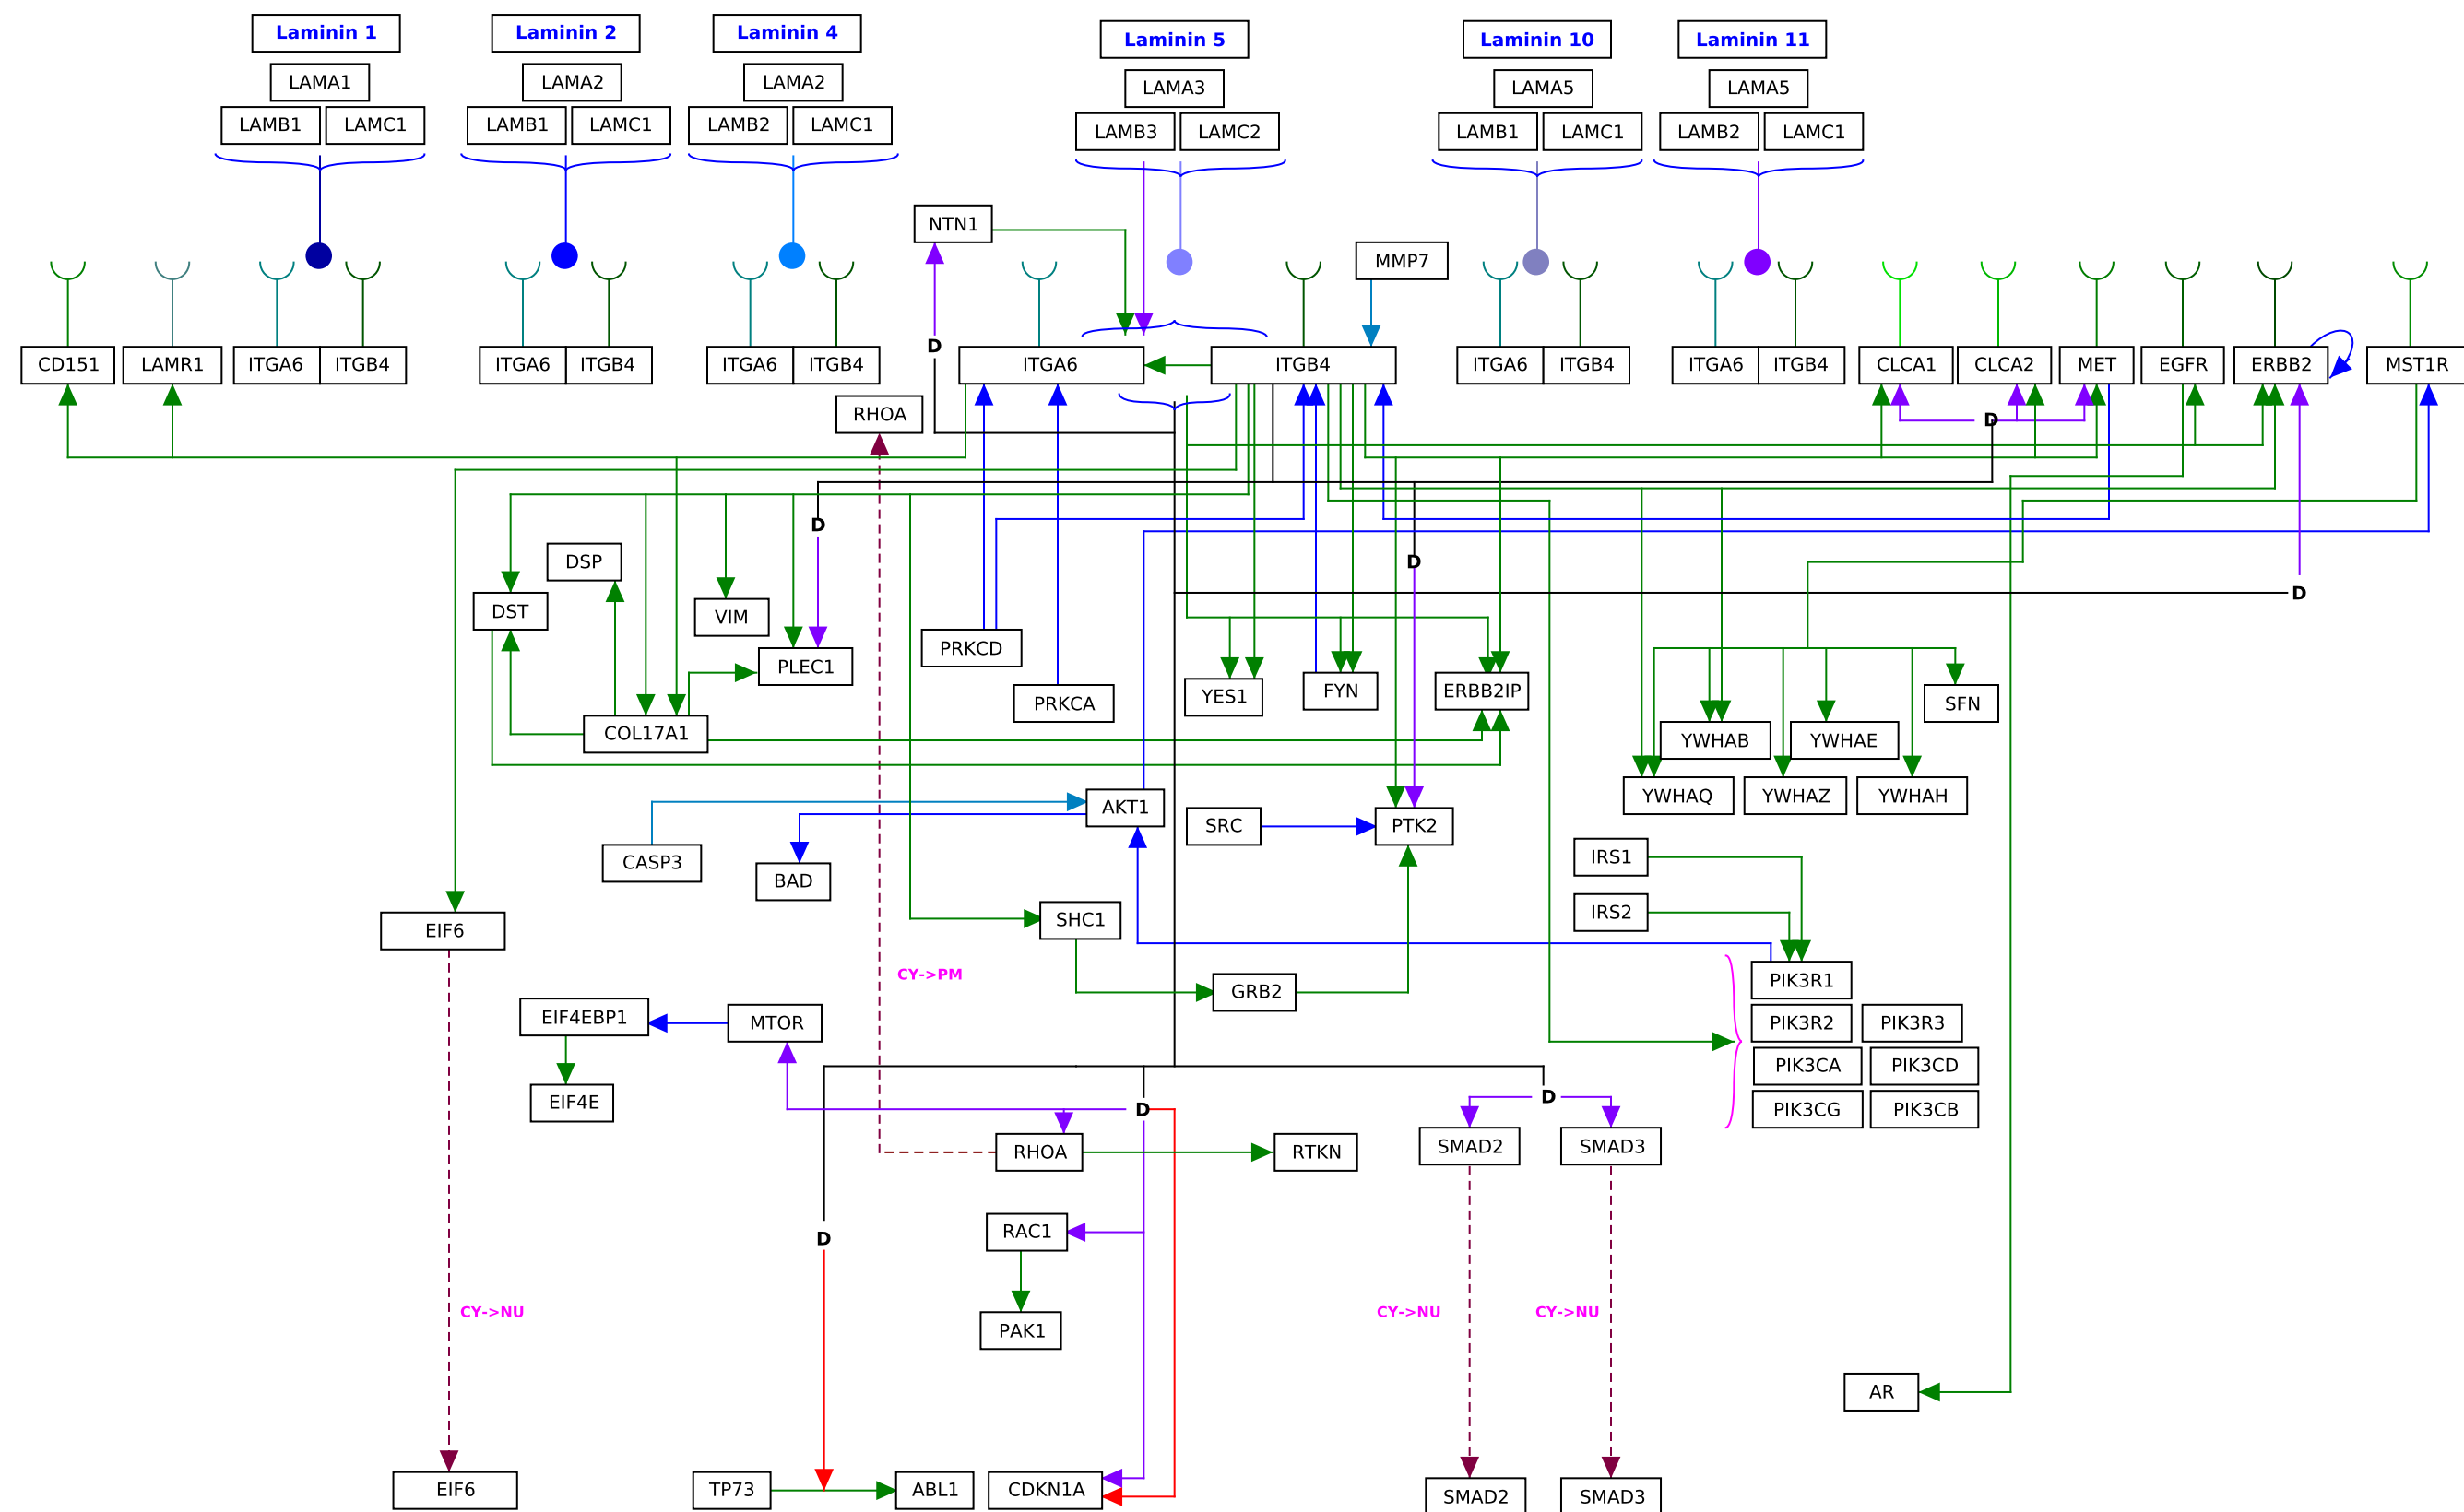 Laminin 1
Laminin 2
Laminin 4
Laminin 5
Laminin 10
Laminin 11
LAMA1
LAMA2
LAMA2
LAMA3
LAMA5
LAMA5
LAMB1
LAMC1
LAMB1
LAMC1
LAMB2
LAMC1
LAMB3
LAMC2
LAMB1
LAMC1
LAMB2
LAMC1
NTN1
MMP7
D
CD151
LAMR1
ITGA6
ITGB4
ITGA6
ITGB4
ITGA6
ITGB4
ITGA6
ITGB4
ITGA6
ITGB4
ITGA6
ITGB4
CLCA1
CLCA2
MET
EGFR
ERBB2
MST1R
RHOA
D
D
D
DSP
D
DST
VIM
PRKCD
PLEC1
PRKCA
YES1
FYN
ERBB2IP
SFN
COL17A1
YWHAB
YWHAE
YWHAQ
YWHAZ
YWHAH
AKT1
SRC
PTK2
CASP3
BAD
IRS1
IRS2
SHC1
EIF6
CY->PM
PIK3R1
GRB2
EIF4EBP1
MTOR
PIK3R2
PIK3R3
PIK3CA
PIK3CD
EIF4E
D
D
PIK3CG
PIK3CB
RHOA
RTKN
SMAD2
SMAD3
D
RAC1
CY->NU
CY->NU
CY->NU
PAK1
AR
EIF6
TP73
ABL1
CDKN1A
SMAD2
SMAD3